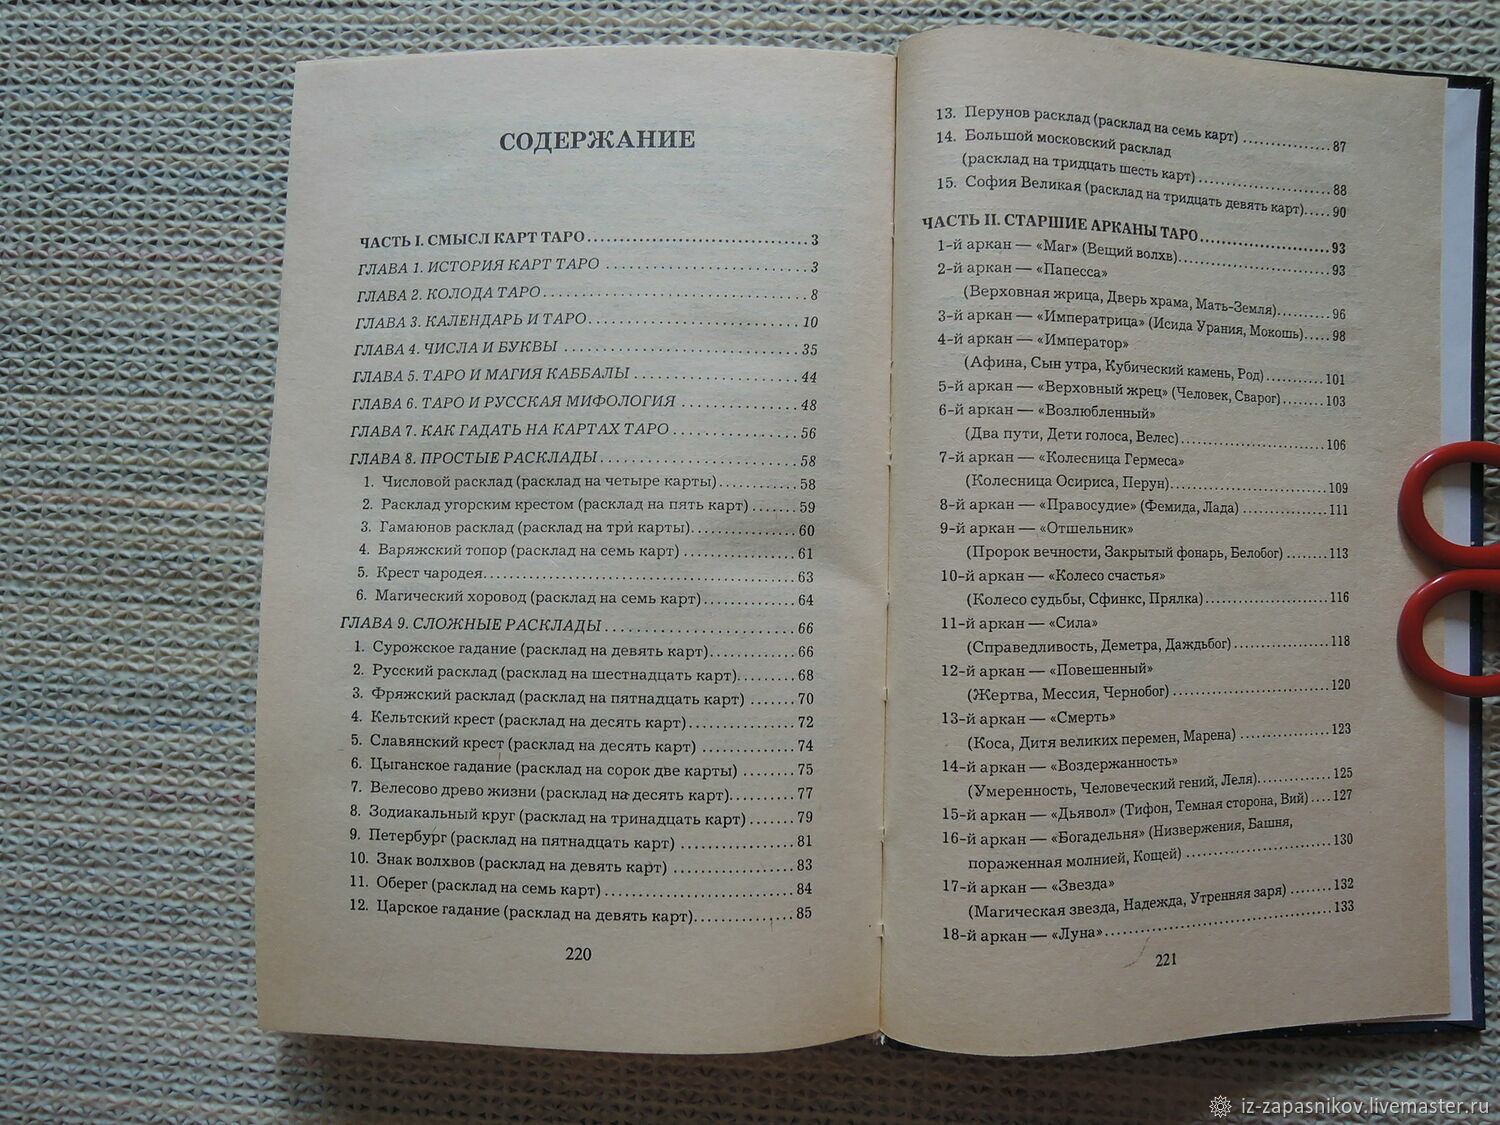 СОДЕРЖАНИЕ
ЧАСТЬ I. СМЫСЛ КАРТ ТАРО..............................3
ГЛАВА 1. ИСТОРИЯ КАРТ ТАРО ..............................3
ГЛАВА 2. КОЛОДА ТАРО..............................8
ГЛАВА 3. КАЛЕНДАРЬ И ТАРО..............................10
ГЛАВА 4. ЧИСЛА И БУКВЫ ..............................35
ГЛАВА 5. ТАРО И МАГИЯ КАББАЛЫ ..............................44
ГЛАВА 6. ТАРО И РУССКАЯ МИФОЛОГИЯ ..............................48
ГЛАВА 7. КАК ГАДАТЬ НА КАРТАХ ТАРО ..............................56
ГЛАВА 8. ПРОСТЫЕ РАСКЛАДЫ..............................58
1. Числовой расклад (расклад на четыре карты)..............................58
2. Расклад угорским крестом (расклад на пять карт) .......59
3. Гамаюнов расклад (расклад на три карты)..............................60
4. Варяжский топор (расклад на семь карт) ..............................61
5. Крест чародея..............................63
6. Магический хоровод (расклад на семь карт)..............................64
ГЛАВА 9. СЛОЖНЫЕ РАСКЛАДЫ..............................66
1. Сурожское гадание (расклад на девять карт)..............................66
2. Русский расклад (расклад на шестнадцать карт).........68
3. Фряжский расклад (расклад на пятнадцать карт) .......70
4. Кельтский крест (расклад на десять карт)..............................72
5. Славянский крест (расклад на десять карт) ..............................74
6. Цыганское гадание (расклад на сорок две карты) ........75
7. Велесово древо жизни (расклад на десять карт)..........77
8. Зодиакальный круг (расклад на тринадцать карт) .......79
9. Петербург (расклад на пятнадцать карт) ..............................81
10. Знак волхвов (расклад на девять карт) ..............................83
11. Оберег (расклад на семь карт) ..............................84
12. Царское гадание (расклад на девять карт)..............................85
220
13. Перунов расклад (расклад на семь карт) ..............................87
14. Большой московский расклад
(расклад на тридцать шесть карт)..............................88
15. София Великая (расклад на тридцать девять карт).....90
ЧАСТЬ II. СТАРШИЕ АРКАНЫ ТАРО..............................93
1-й аркан — «Маг» (Вещий волхв)..............................93
2-й аркан — «Папесса»
(Верховная жрица, Дверь храма, Мать-Земля)..........96
3-й аркан — «Императрица» (Исида Урания, Мокошь).....98
4-й аркан — «Император»
(Афина, Сын утра, Кубический камень, Род)..........101
5-й аркан — «Верховный жрец» (Человек, Сварог)........103
6-й аркан — «Возлюбленный»
(Два пути, Дети голоса, Велес)..............................106
7-й аркан — «Колесница Гермеса»
(Колесница Осириса, Перун)..............................109
8-й аркан — «Правосудие» (Фемида, Лада) ..............................111
9-й аркан — «Отшельник»
(Пророк вечности, Закрытый фонарь, Белобог) ........113
10-й аркан — «Колесо счастья»
(Колесо судьбы, Сфинкс, Прялка)..............................116
11-й аркан — «Сила»
(Справедливость, Деметра, Даждьбог)..............................118
12-й аркан — «Повешенный»
(Жертва, Мессия, Чернобог) ..............................120
13-й аркан — «Смерть»
(Коса, Дитя великих перемен, Марена) ..............................123
14-й аркан — «Воздержанность»
(Умеренность, Человеческий гений, Леля)..............................125
15-й аркан — «Дьявол» (Тифон, Темная сторона, Вий)....127
16-й аркан — «Богадельня» (Низвержения, Башня,
пораженная молнией, Кощей) ..............................130
17-й аркан — «Звезда»
(Магическая звезда, Надежда, Утренняя заря) ........132
18-й аркан — «Луна»..............................133
221
iz-zapasnikov.livemaster.ru